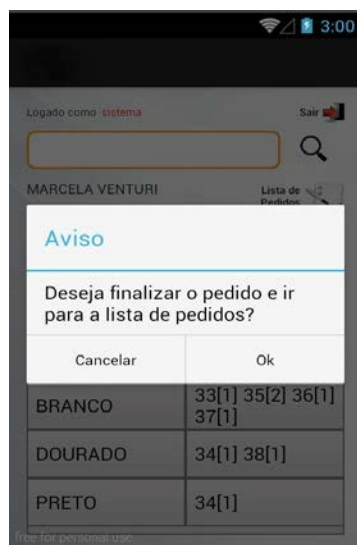 3:00
Logado como sistema
Sair
MARCELA VENTURI
Lista de
Pedidos
Aviso
Deseja finalizar o pedido e ir
para a lista de pedidos?
Cancelar
Ok
BRANCO
33[1] 35[2] 36[1]
37[1]
DOURADO
34[1] 38[1]
PRETO
34[1]
free for personal use